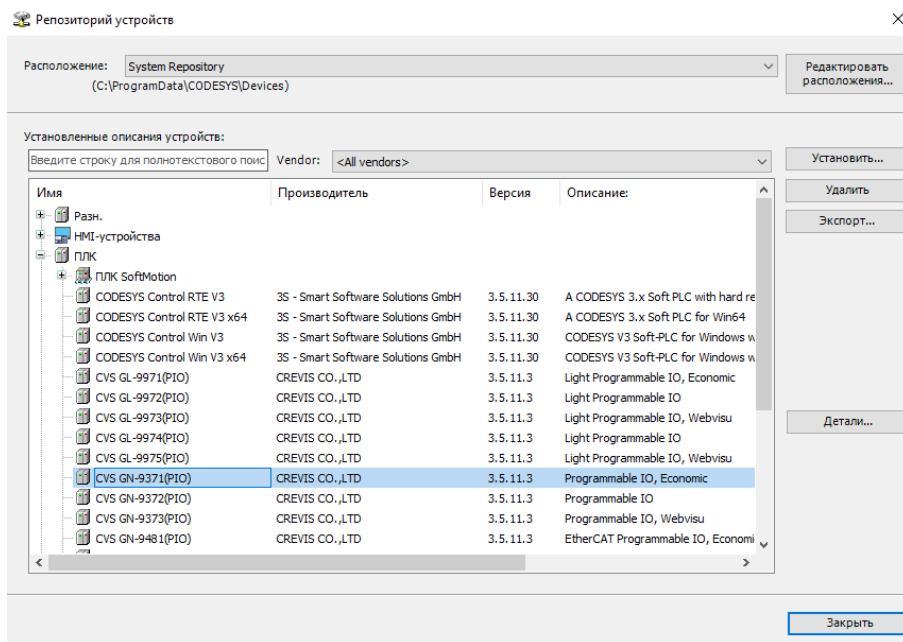 Репозиторий устройств
Расположение: System Repository Редактировать расположения...
(C:\ProgramData\CODESYS\Devices)
Установленные описания устройств:
Введите строку для полнотекстового поис Vendor: <All vendors> Установить...
Имя Производитель Версия Описание: Удалить
Разн. Экспорт...
HMI-устройства
ПЛК
ПЛК SoftMotion
CODESYS Control RTE V3 3S - Smart Software Solutions GmbH 3.5.11.30 A CODESYS 3.x Soft PLC with hard re
CODESYS Control RTE V3 x64 3S - Smart Software Solutions GmbH 3.5.11.30 A CODESYS 3.x Soft PLC for Win64
CODESYS Control Win V3 3S - Smart Software Solutions GmbH 3.5.11.30 CODESYS V3 Soft-PLC for Windows w
CODESYS Control Win V3 x64 3S - Smart Software Solutions GmbH 3.5.11.30 CODESYS V3 Soft-PLC for Windows w
CVS GL-9971(PIO) CREVIS CO.,LTD 3.5.11.3 Light Programmable IO, Economic
CVS GL-9972(PIO) CREVIS CO.,LTD 3.5.11.3 Light Programmable IO
CVS GL-9973(PIO) CREVIS CO.,LTD 3.5.11.3 Light Programmable IO, Webvisu
CVS GL-9974(PIO) CREVIS CO.,LTD 3.5.11.3 Light Programmable IO Детали...
CVS GL-9975(PIO) CREVIS CO.,LTD 3.5.11.3 Light Programmable IO, Webvisu
CVS GN-9371(PIO) CREVIS CO.,LTD 3.5.11.3 Programmable IO, Economic
CVS GN-9372(PIO) CREVIS CO.,LTD 3.5.11.3 Programmable IO
CVS GN-9373(PIO) CREVIS CO.,LTD 3.5.11.3 Programmable IO, Webvisu
CVS GN-9481(PIO) CREVIS CO.,LTD 3.5.11.3 EtherCAT Programmable IO, Economi
Закрыть